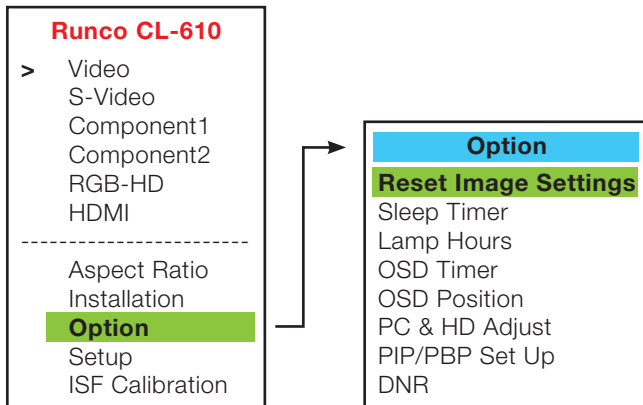 Runco CL-610
> Video
S-Video
Component1
Component2
RGB-HD
HDMI
------------------------
Aspect Ratio
Installation
Option
Setup
ISF Calibration
Option
Reset Image Settings
Sleep Timer
Lamp Hours
OSD Timer
OSD Position
PC & HD Adjust
PIP/PBP Set Up
DNR